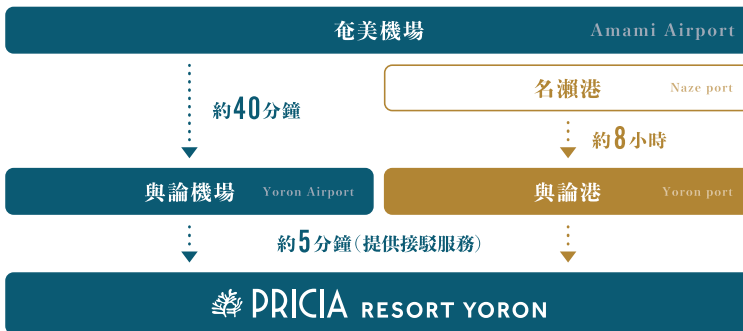 奄美機場 Amami Airport
名瀨港 Naze port
約40分鐘
約8小時
與論機場 Yoron Airport
與論港 Yoron port
約5分鐘(提供接駁服務)
PRICIA RESORT YORON